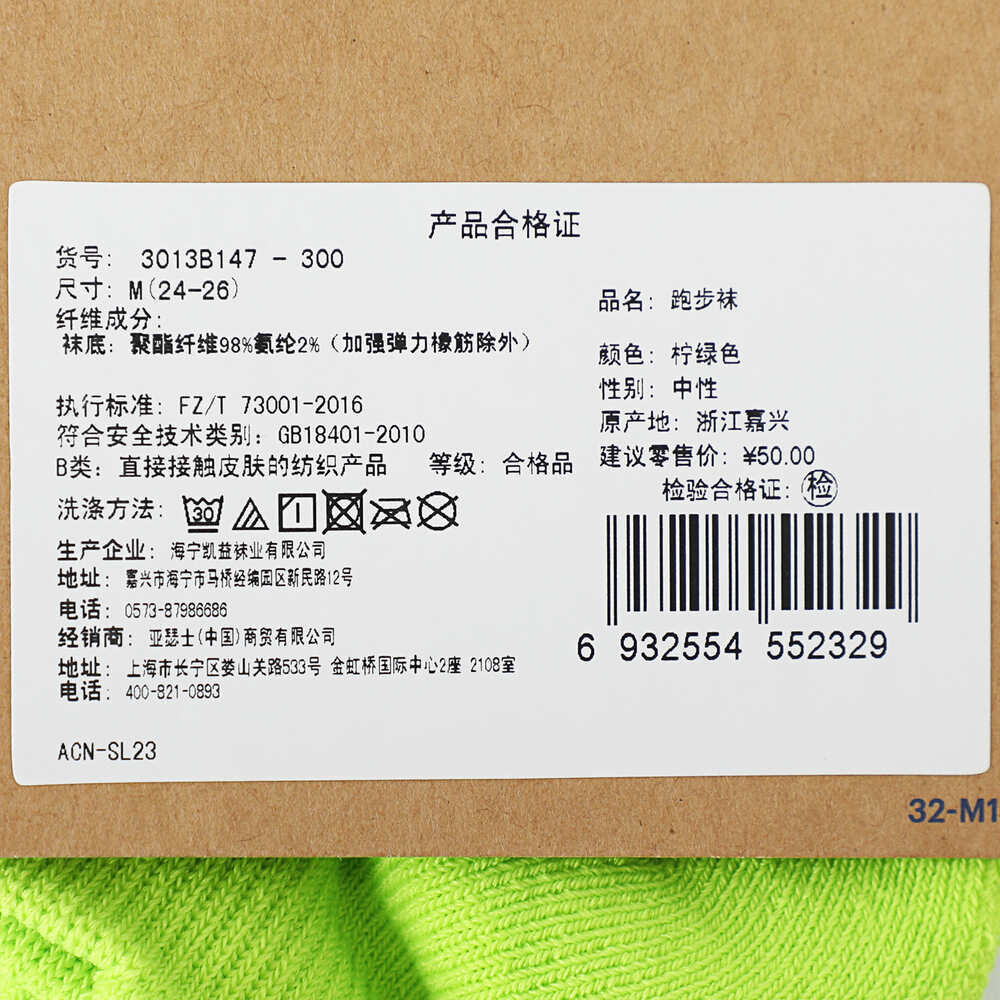 产品合格证
货号: 3013B147 - 300
尺寸: M(24-26)
纤维成分:
袜底: 聚酯纤维98%氨纶2%(加强弹力橡筋除外)
执行标准: FZ/T 73001-2016
符合安全技术类别: GB18401-2010
B类: 直接接触皮肤的纺织产品 等级: 合格品
洗涤方法: 30
生产企业: 海宁凯益袜业有限公司
地址: 嘉兴市海宁市马桥经编园区新民路12号
电话: 0573-87986686
经销商: 亚瑟士(中国)商贸有限公司
地址: 上海市长宁区娄山关路533号 金虹桥国际中心2座 2108室
电话: 400-821-0893
ACN-SL23
品名: 跑步袜
颜色: 柠绿色
性别: 中性
原产地: 浙江嘉兴
建议零售价: ¥50.00
检验合格证: 检
6 932554 552329
32-M1